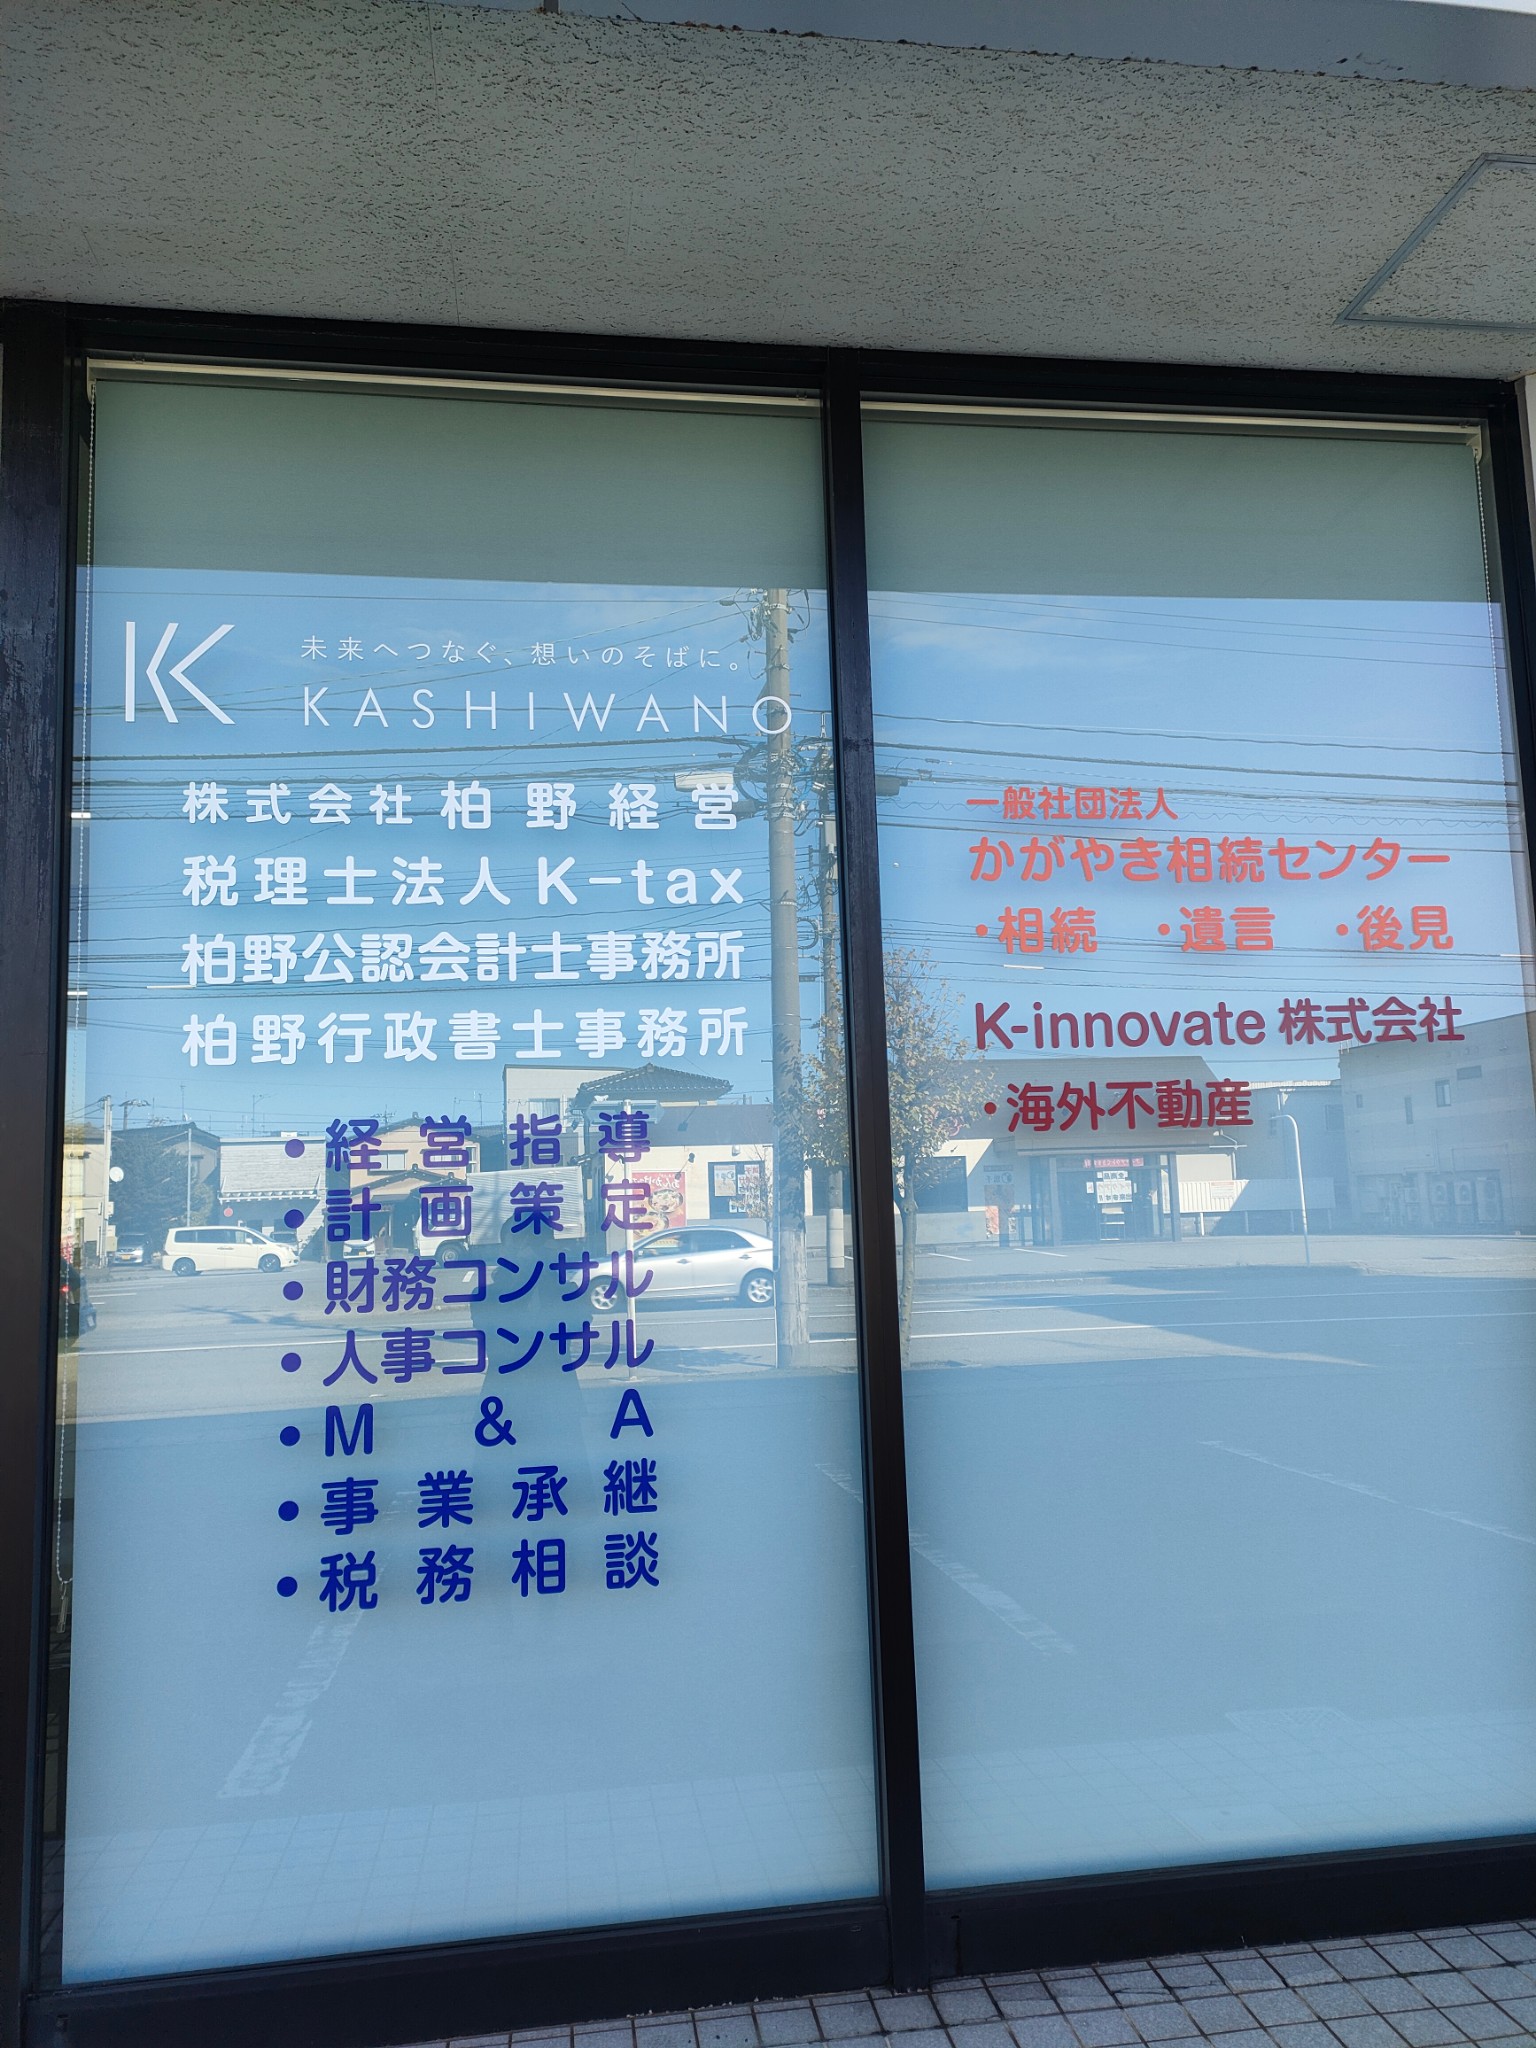 未来へつなぐ、想いのそばに。
KASHIWANO
株式会社 柏野経営
税理士法人K-tax
柏野公認会計士事務所
柏野行政書士事務所
・経営指導
・計画策定
・財務コンサル
・人事コンサル
・M&A
・事業承継
・税務相談
一般社団法人
かがやき相続センター
・相続 ・遺言 ・後見
K-innovate 株式会社
・海外不動産